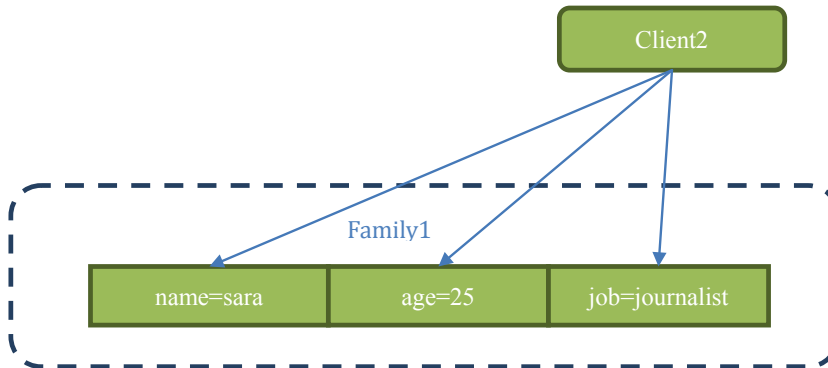 Client2
Family1
name=sara
age=25
job=journalist